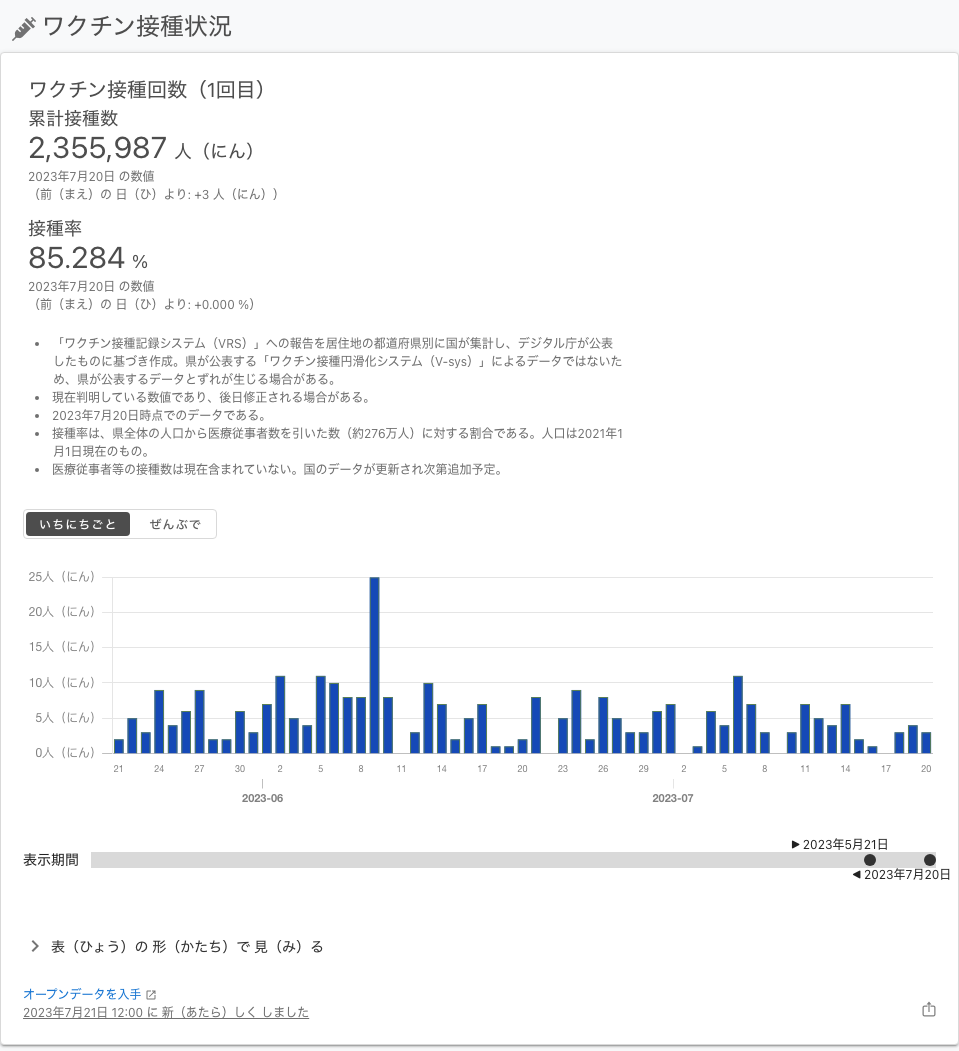 ワクチン接種状況
ワクチン接種回数（1回目）
累計接種数
2,355,987 人（にん）
2023年7月20日 の数値
（前（まえ）の 日（ひ）より: +3 人（にん））
接種率
85.284 %
2023年7月20日 の数値
（前（まえ）の 日（ひ）より: +0.000 %）
• 「ワクチン接種記録システム（VRS）」への報告を居住地の都道府県別に国が集計し、デジタル庁が公表
したものに基づき作成。県が公表する「ワクチン接種円滑化システム（V-sys）」によるデータではないた
め、県が公表するデータとずれが生じる場合がある。
• 現在判明している数値であり、後日修正される場合がある。
• 2023年7月20日時点でのデータである。
• 接種率は、県全体の人口から医療従事者数を引いた数（約276万人）に対する割合である。人口は2021年1
月1日現在のもの。
• 医療従事者等の接種数は現在含まれていない。国のデータが更新され次第追加予定。
いちにちごと ぜんぶで
25人（にん）
20人（にん）
15人（にん）
10人（にん）
5人（にん）
0人（にん）
21 24 27 30 2 5 8 11 14 17 20 23 26 29 2 5 8 11 14 17 20
2023-06 2023-07
▶ 2023年5月21日
表示期間
◀ 2023年7月20日
表（ひょう）の 形（かたち）で 見（み）る
オープンデータを入手
2023年7月21日 12:00 に 新（あたら）しく しました